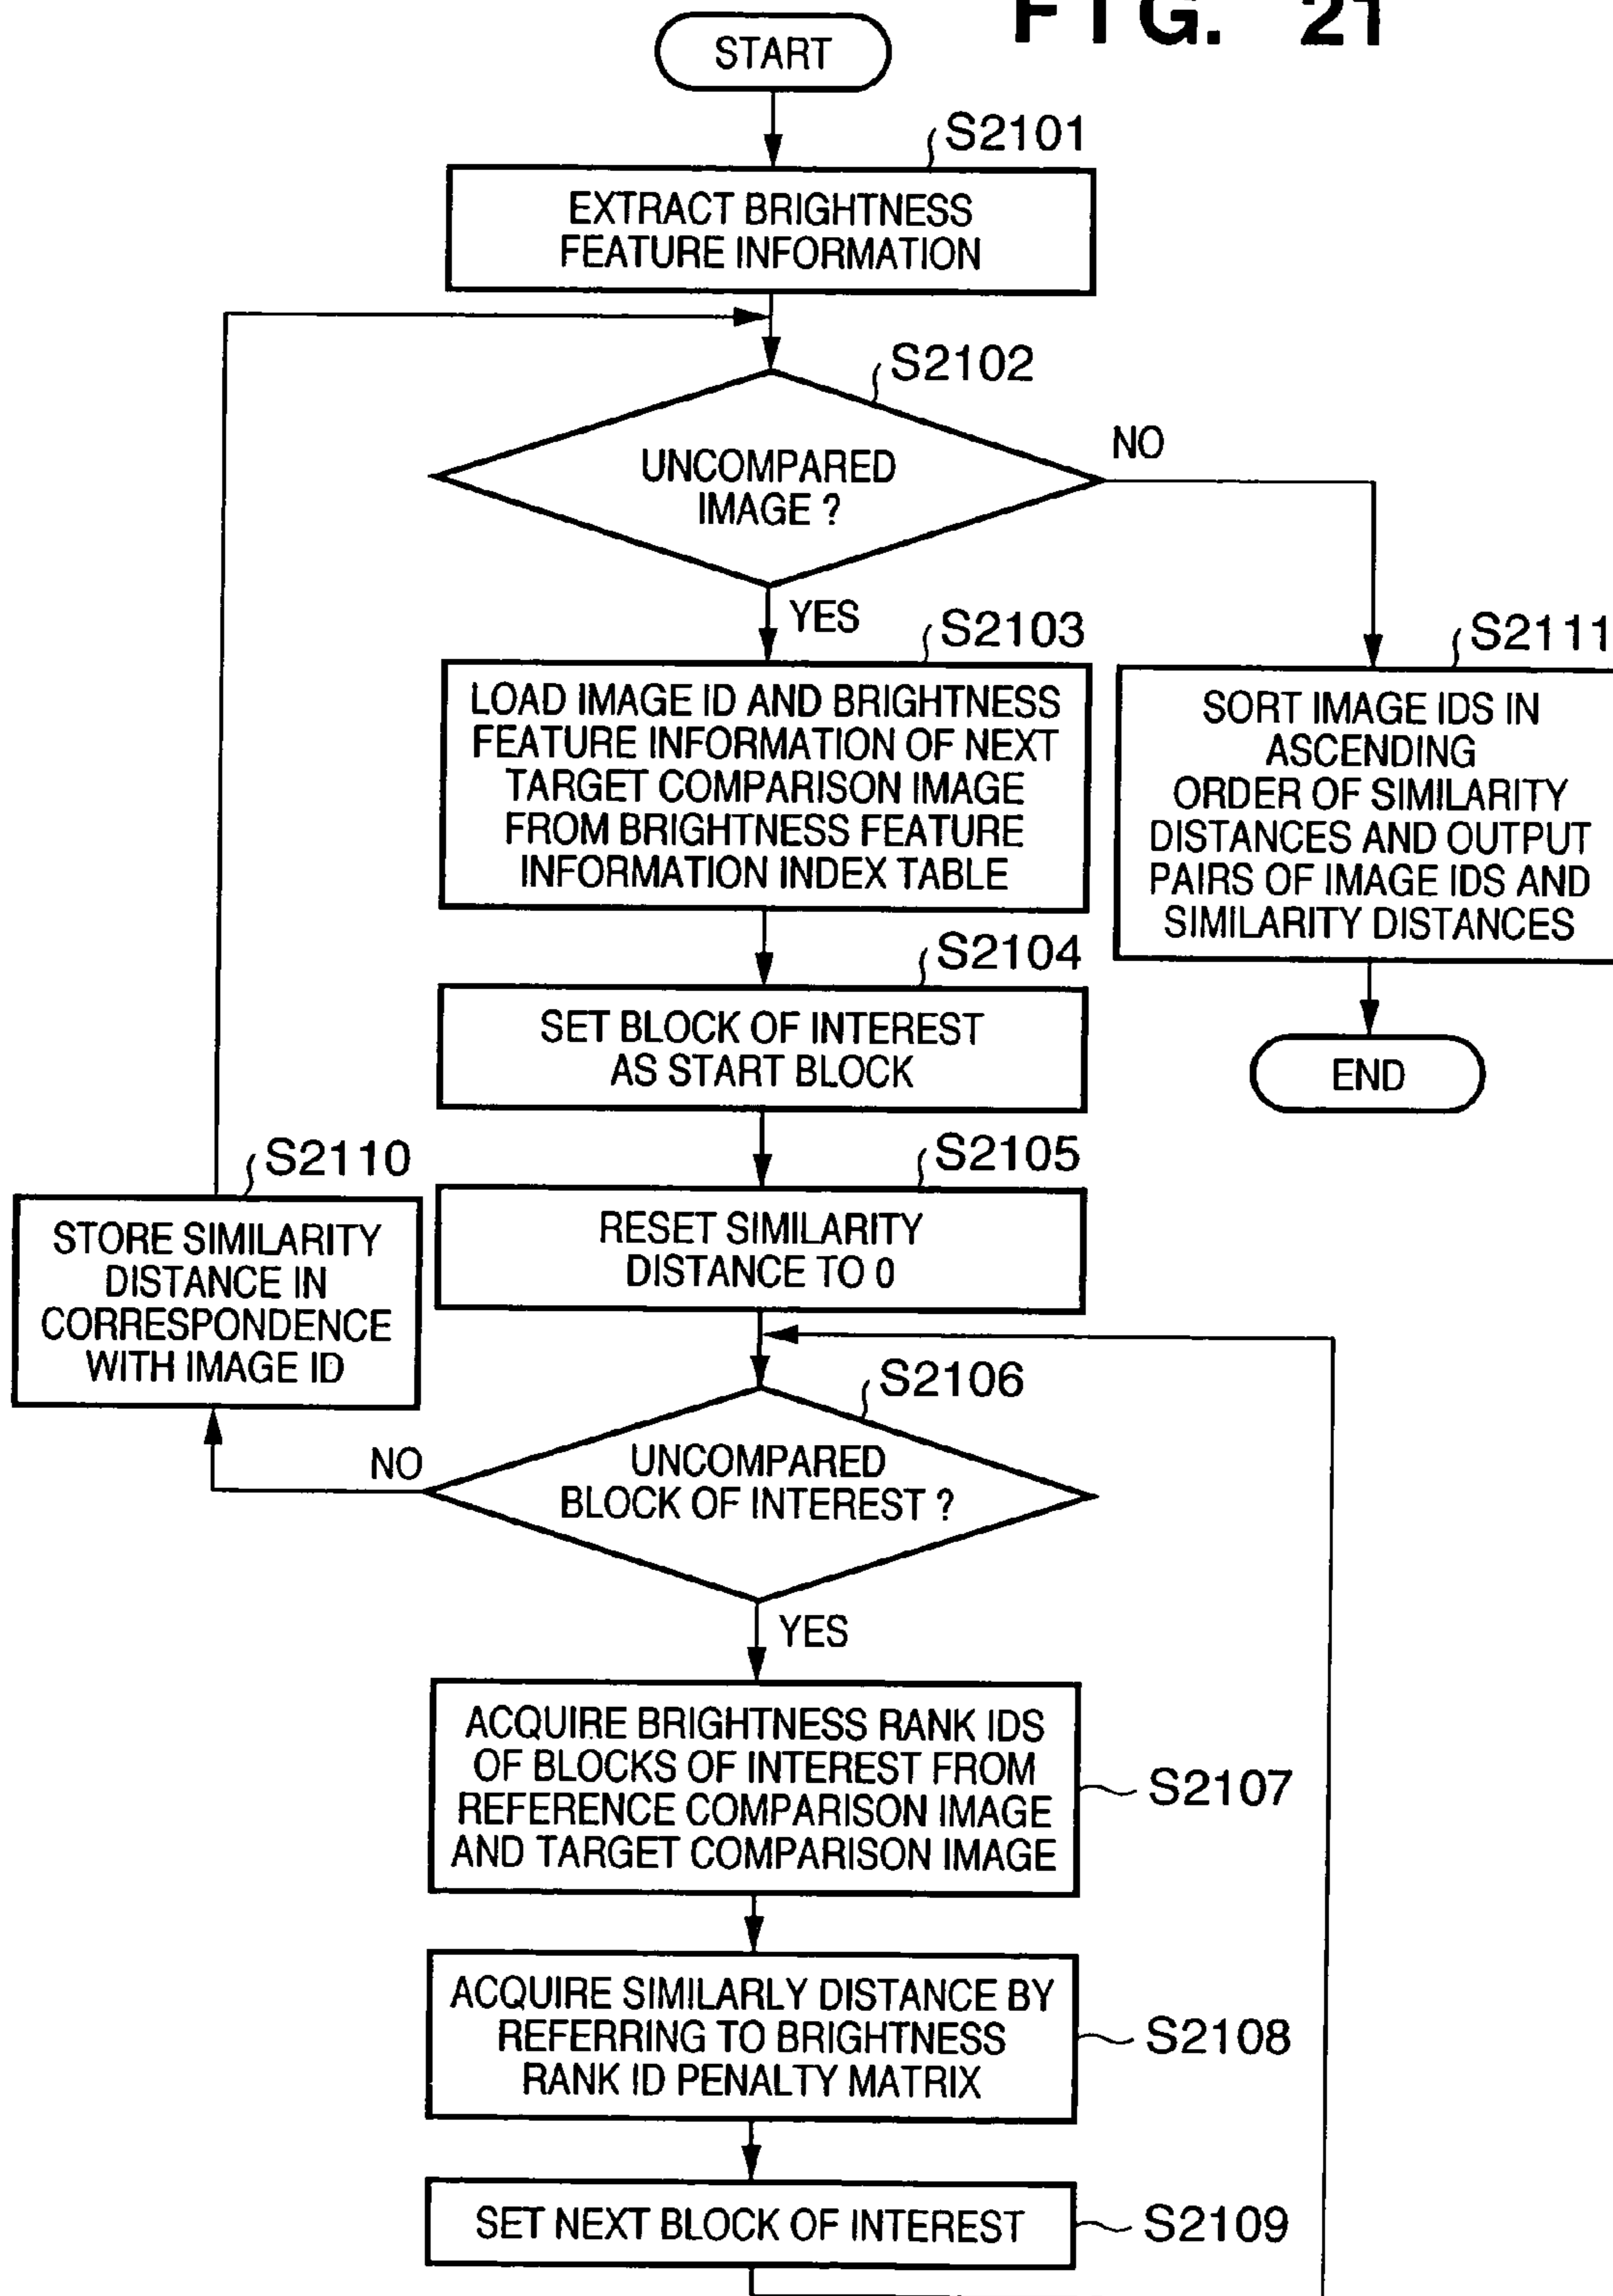 FIG. 21
START
S2101
EXTRACT BRIGHTNESS
FEATURE INFORMATION
S2102
UNCOMPARED
IMAGE ?
NO
YES
S2103
LOAD IMAGE ID AND BRIGHTNESS
FEATURE INFORMATION OF NEXT
TARGET COMPARISON IMAGE
FROM BRIGHTNESS FEATURE
INFORMATION INDEX TABLE
S2111
SORT IMAGE IDS IN
ASCENDING
ORDER OF SIMILARITY
DISTANCES AND OUTPUT
PAIRS OF IMAGE IDS AND
SIMILARITY DISTANCES
END
S2104
SET BLOCK OF INTEREST
AS START BLOCK
S2105
RESET SIMILARITY
DISTANCE TO 0
S2110
STORE SIMILARITY
DISTANCE IN
CORRESPONDENCE
WITH IMAGE ID
S2106
UNCOMPARED
BLOCK OF INTEREST ?
NO
YES
ACQUIRE BRIGHTNESS RANK IDS
OF BLOCKS OF INTEREST FROM
REFERENCE COMPARISON IMAGE
AND TARGET COMPARISON IMAGE
S2107
ACQUIRE SIMILARLY DISTANCE BY
REFERRING TO BRIGHTNESS
RANK ID PENALTY MATRIX
S2108
SET NEXT BLOCK OF INTEREST
S2109